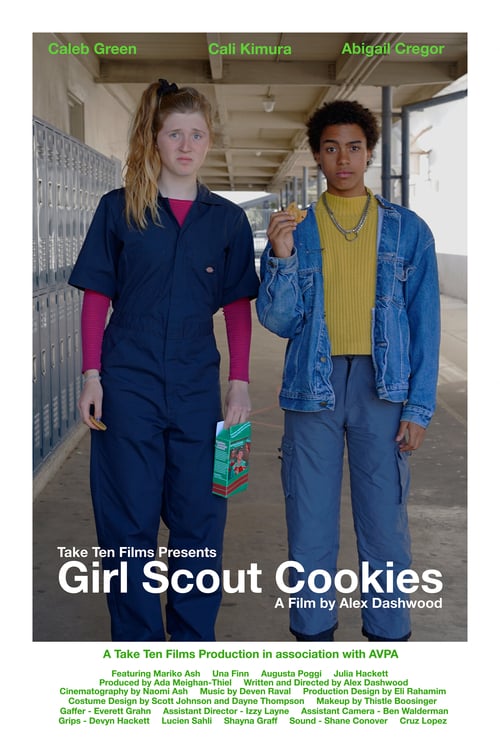 Caleb Green Cali Kimura Abigail Cregor
Take Ten Films Presents
Girl Scout Cookies
A Film by Alex Dashwood
A Take Ten Films Production in association with AVPA
Featuring Mariko Ash Una Finn Augusta Poggi Julia Hackett
Produced by Ada Meighan-Thiel Written and Directed by Alex Dashwood
Cinematography by Naomi Ash Music by Deven Raval Production Design by Eli Rahamim
Costume Design by Scott Johnson and Dayne Thompson Makeup by Thistle Boosinger
Gaffer - Everett Grahn Assistant Director - Izzy Layne Assistant Camera - Ben Walderman
Grips - Devyn Hackett Lucien Sahli Shayna Graff Sound - Shane Conover Cruz Lopez